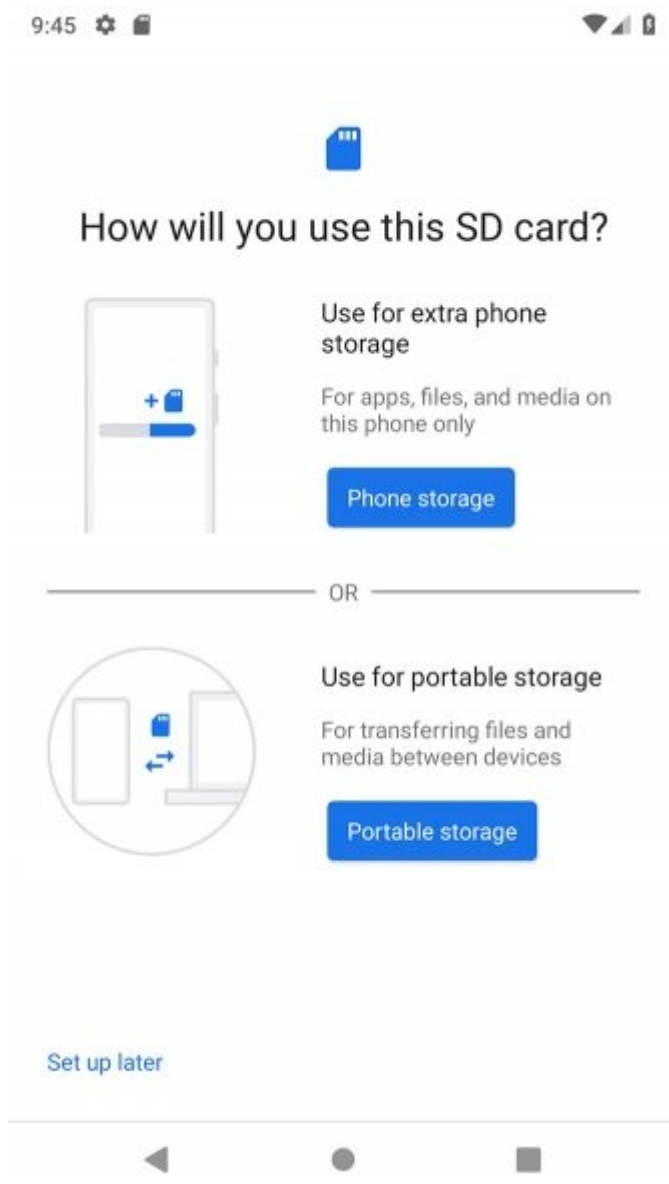 9:45
How will you use this SD card?
Use for extra phone
storage
For apps, files, and media on
this phone only
Phone storage
OR
Use for portable storage
For transferring files and
media between devices
Portable storage
Set up later